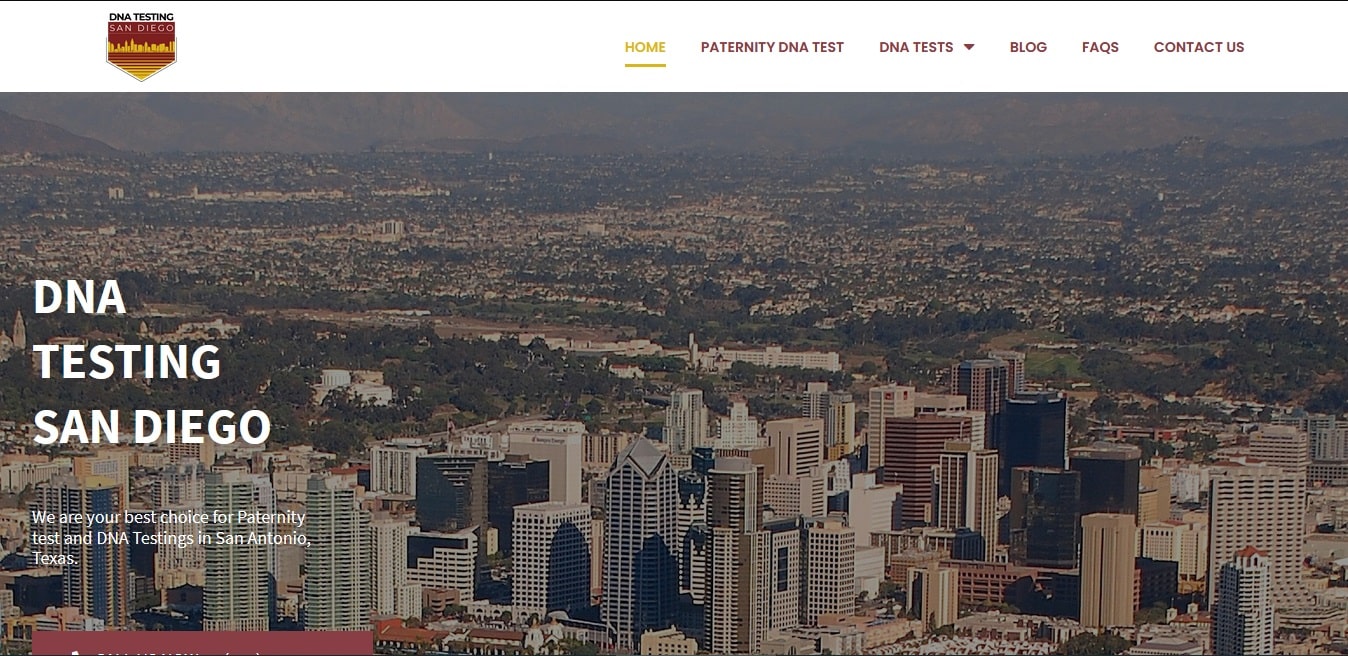 DNA TESTING
SAN DIEGO
HOME PATERNITY DNA TEST DNA TESTS BLOG FAQS CONTACT US
DNA
TESTING
SAN DIEGO
We are your best choice for Paternity
test and DNA Testings in San Antonio,
Texas.